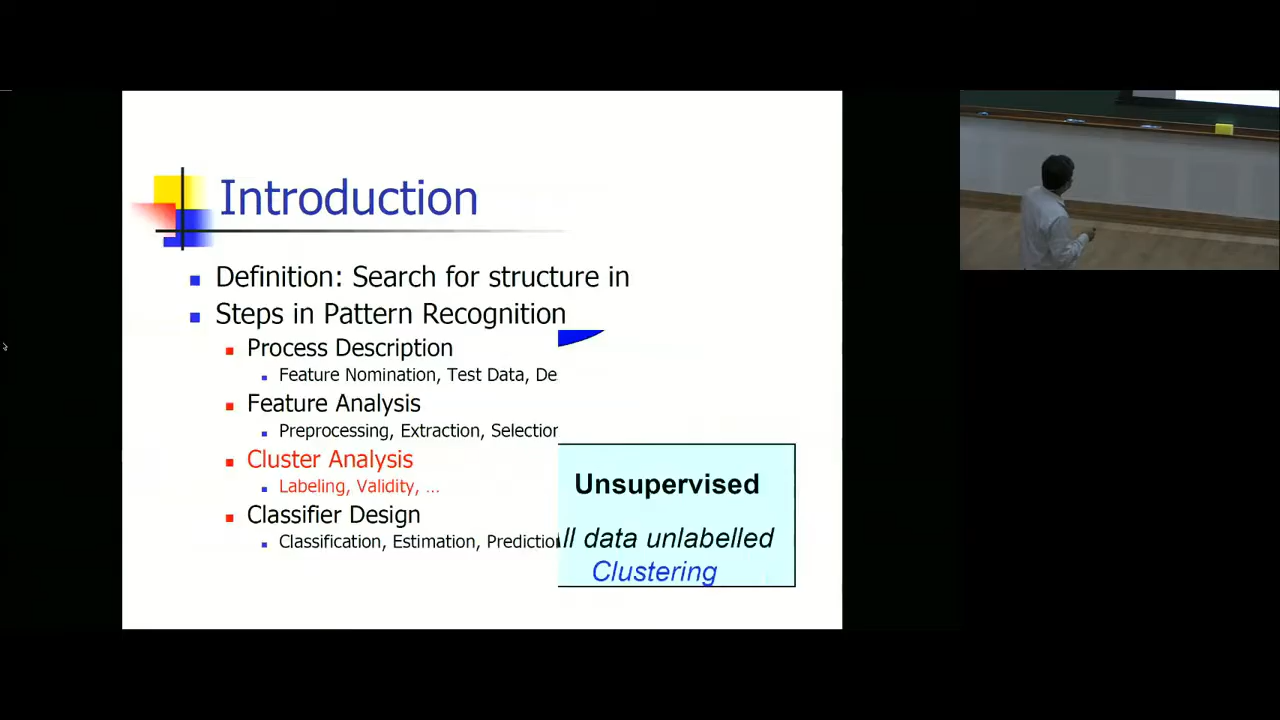 Introduction
Definition: Search for structure in
Steps in Pattern Recognition
Process Description
Feature Nomination, Test Data, De
Feature Analysis
Preprocessing, Extraction, Selection
Cluster Analysis
Labeling, Validity, ...
Classifier Design
Classification, Estimation, Prediction
Unsupervised
ll data unlabelled
Clustering